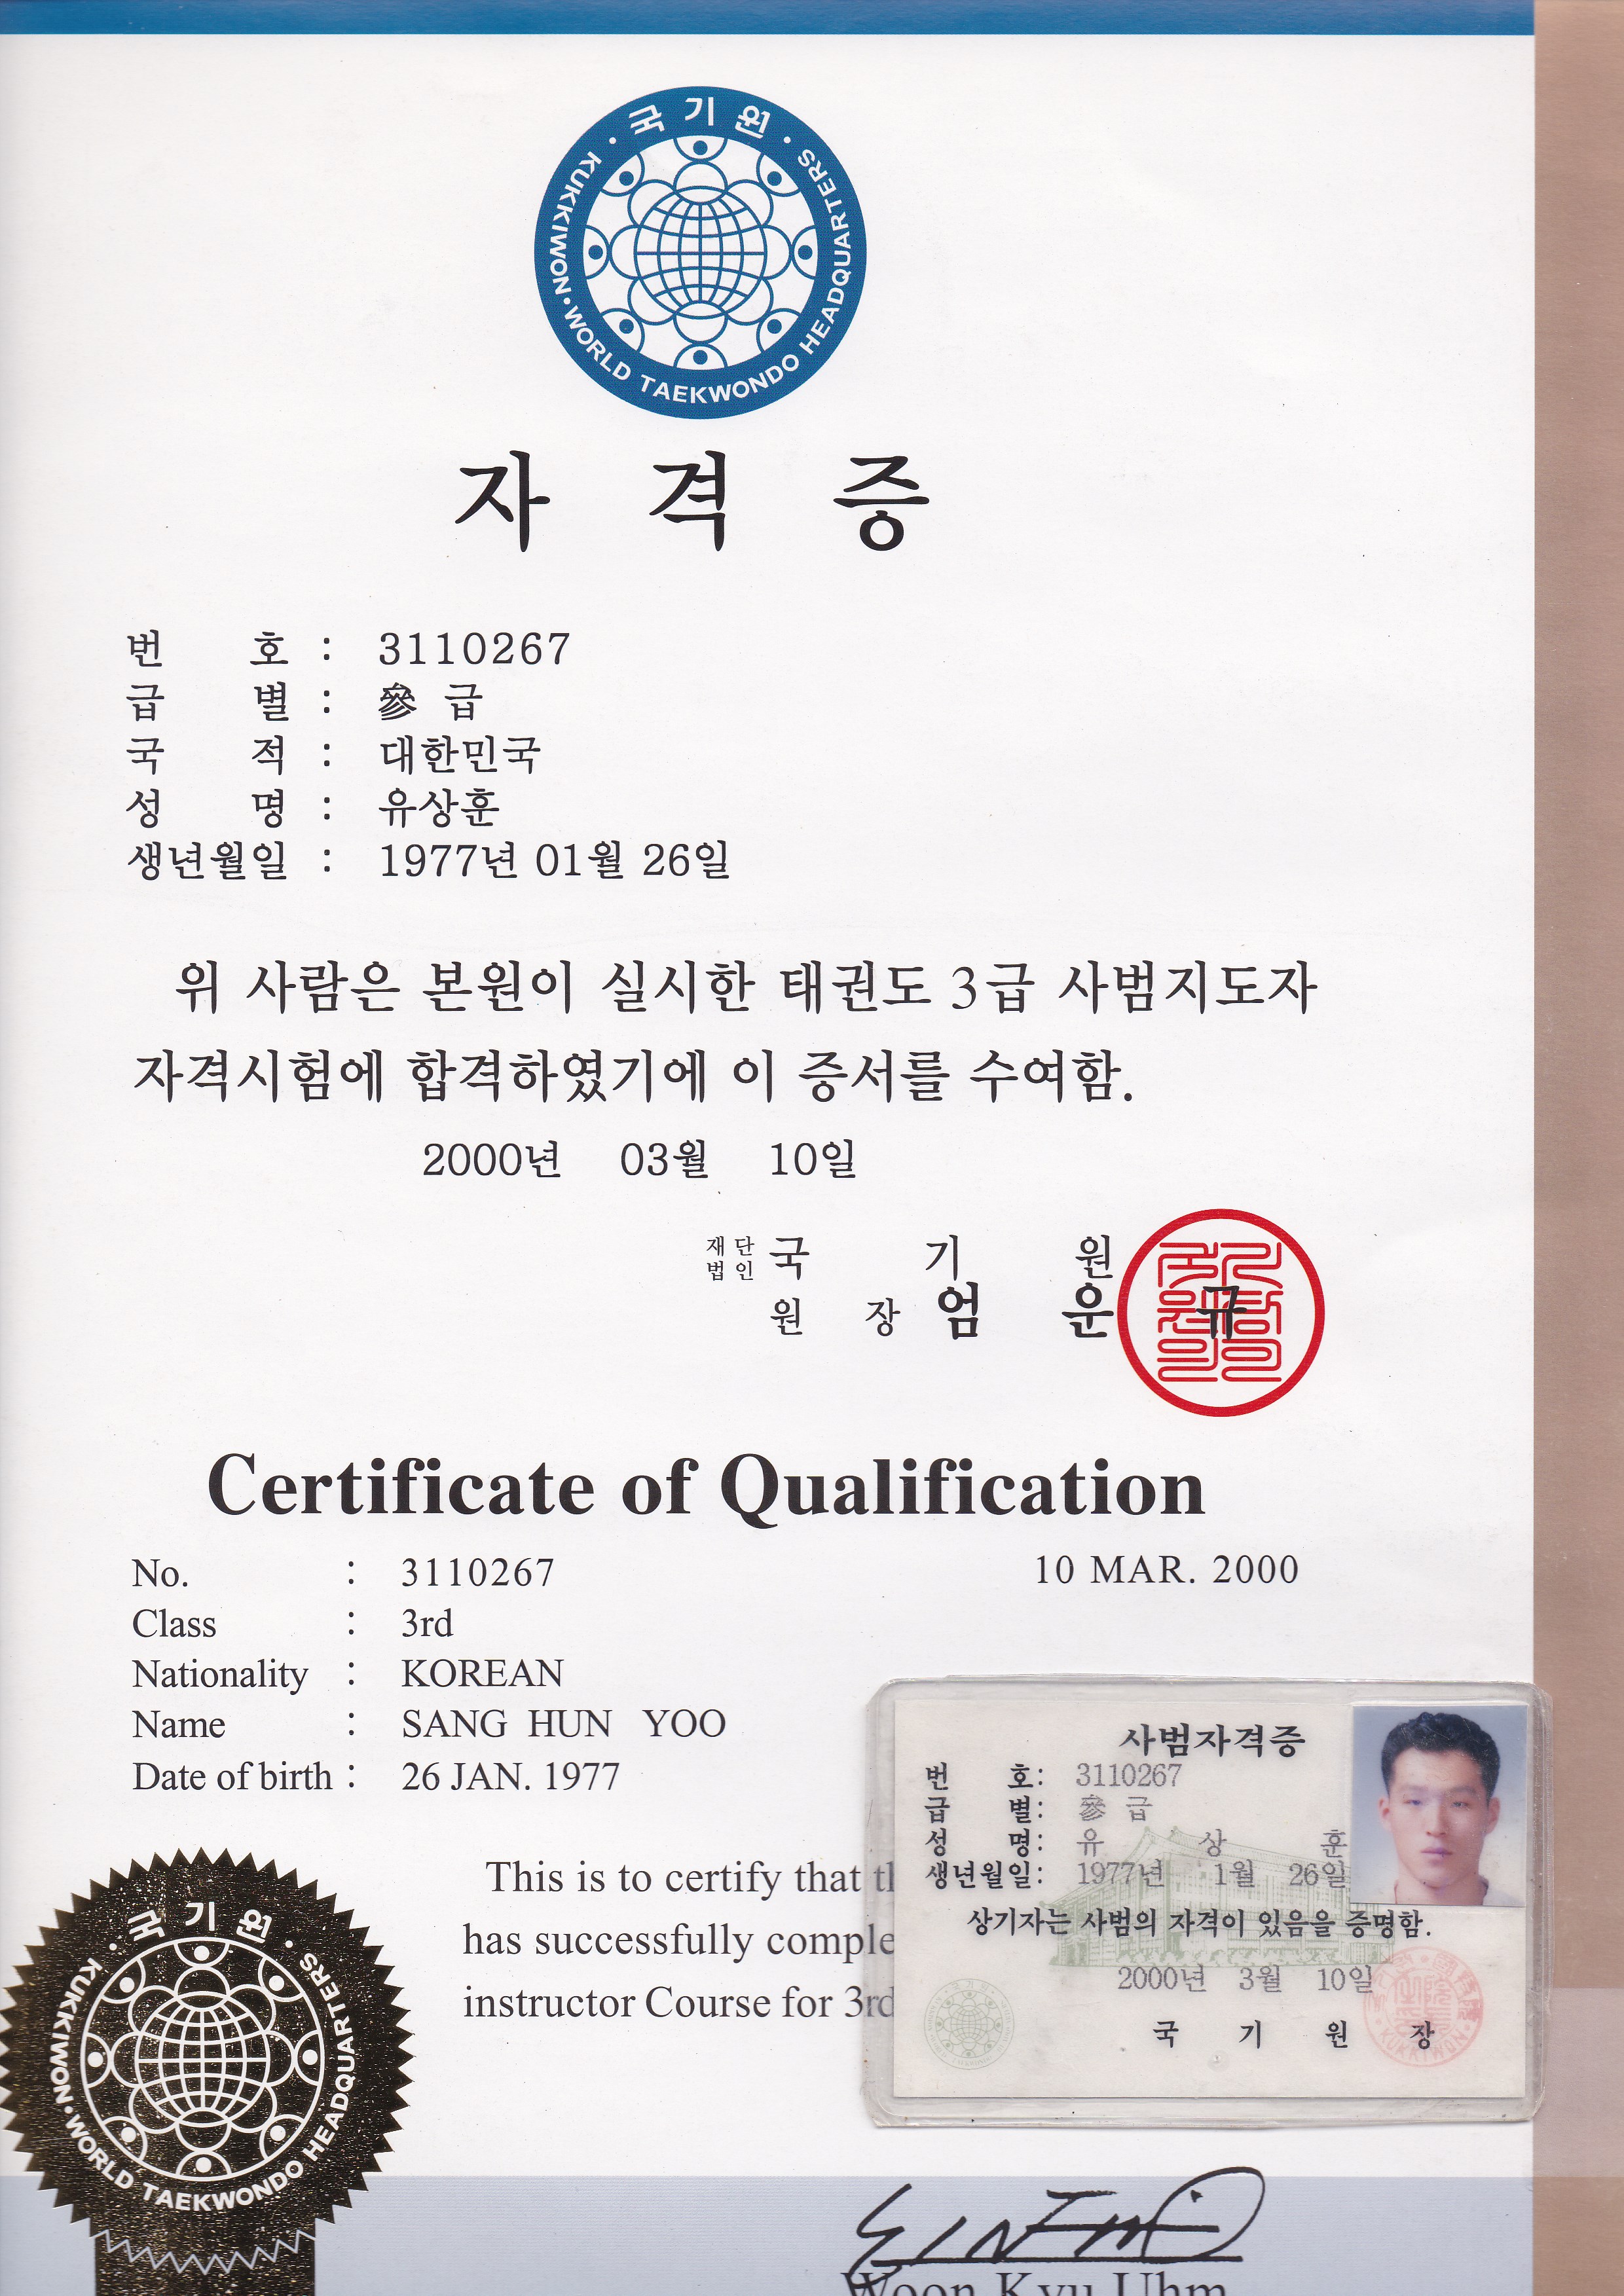 국기원
KUKKIWON · WORLD TAEKWONDO HEADQUARTERS
자 격 증
번 호 : 3110267
급 별 : 參 급
국 적 : 대한민국
성 명 : 유상훈
생년월일 : 1977년 01월 26일
위 사람은 본원이 실시한 태권도 3급 사범지도자
자격시험에 합격하였기에 이 증서를 수여함.
2000년 03월 10일
재단법인 국 기 원
원 장 엄 운 규
Certificate of Qualification
10 MAR. 2000
No. : 3110267
Class : 3rd
Nationality : KOREAN
Name : SANG HUN YOO
Date of birth : 26 JAN. 1977
This is to certify that
has successfully comple
instructor Course for 3rd
사범자격증
번 호: 3110267
급 별: 參 급
성 명: 유 상 훈
생년월일: 1977년 1월 26일
상기자는 사범의 자격이 있음을 증명함.
2000년 3월 10일
국 기 원 장
KUKKIWON
국기원
KUKKIWON · WORLD TAEKWONDO HEADQUARTERS
Woon Kyu Uhm